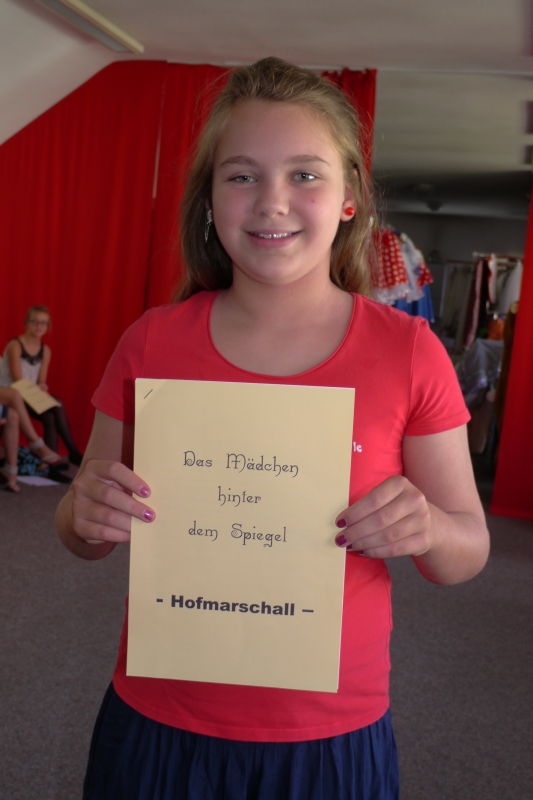 Das Mädchen
hinter
dem Spiegel
- Hofmarschall –